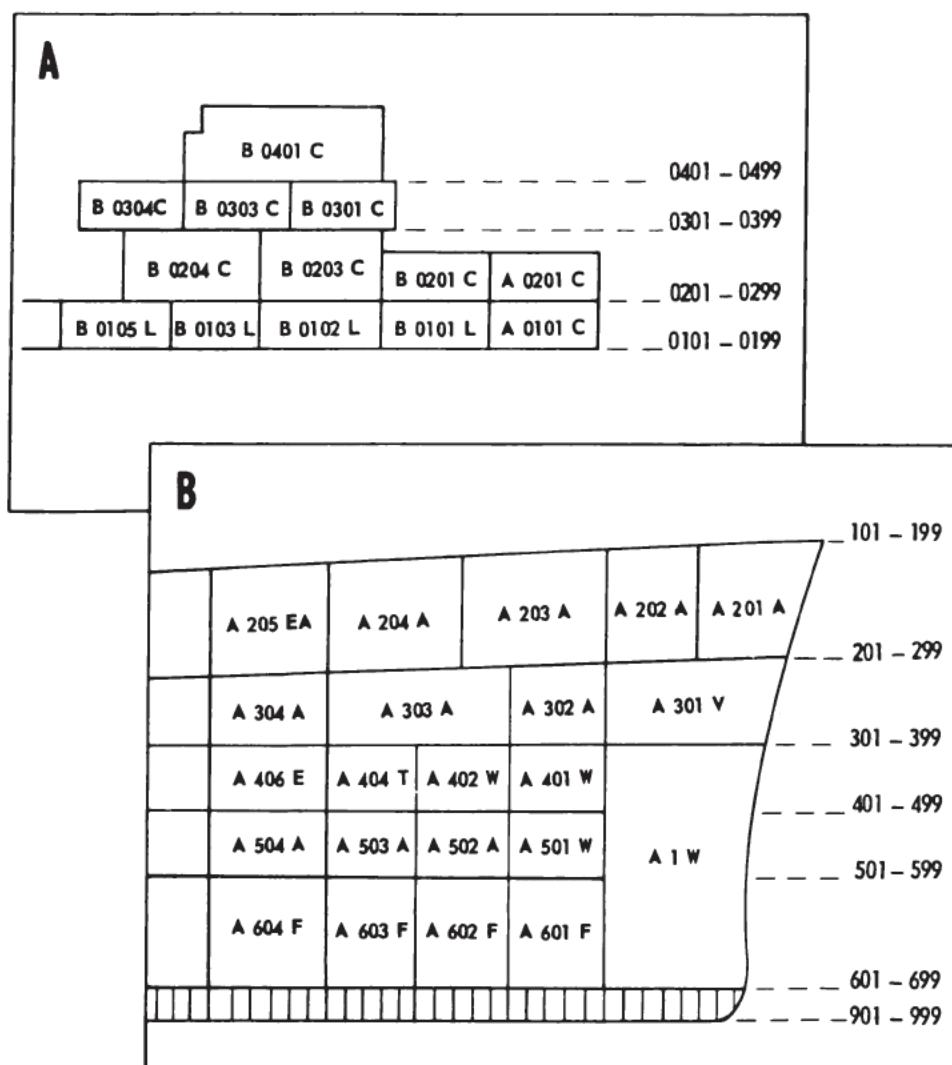 A
B 0401 C
0401 – 0499
B 0304C B 0303 C B 0301 C
0301 – 0399
B 0204 C B 0203 C B 0201 C A 0201 C
0201 – 0299
B 0105 L B 0103 L B 0102 L B 0101 L A 0101 C
0101 – 0199
B
101 – 199
A 205 EA A 204 A A 203 A A 202 A A 201 A
201 – 299
A 304 A A 303 A A 302 A A 301 V
301 – 399
A 406 E A 404 T A 402 W A 401 W
401 – 499
A 504 A A 503 A A 502 A A 501 W A 1 W
501 – 599
A 604 F A 603 F A 602 F A 601 F
601 – 699
901 – 999